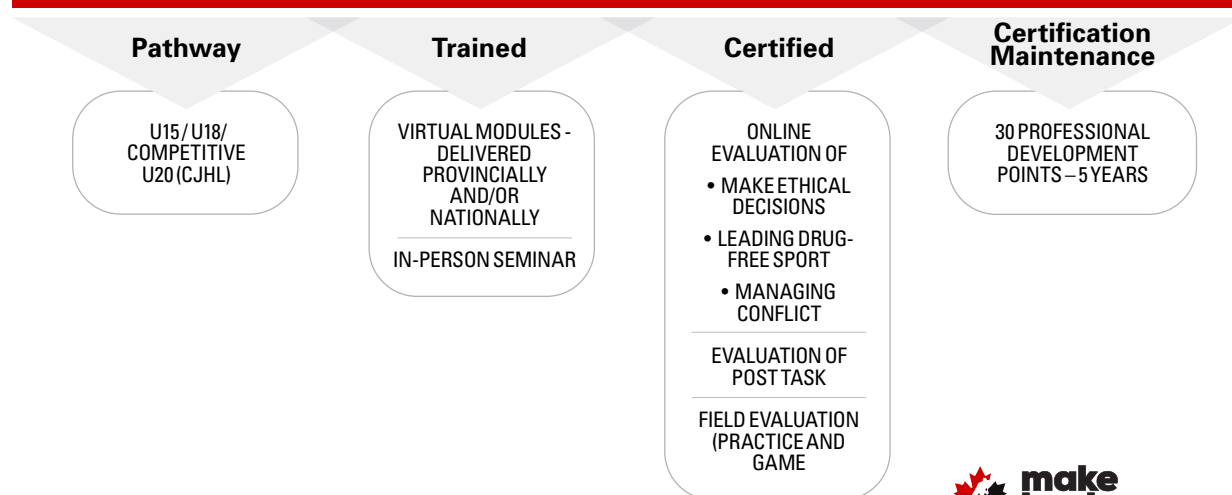 Pathway
U15 / U18/
COMPETITIVE
U20 (CJHL)
Trained
VIRTUAL MODULES -
DELIVERED
PROVINCIALLY
AND/OR
NATIONALLY
IN-PERSON SEMINAR
Certified
ONLINE
EVALUATION OF
• MAKE ETHICAL
DECISIONS
• LEADING DRUG-
FREE SPORT
• MANAGING
CONFLICT
EVALUATION OF
POST TASK
FIELD EVALUATION
(PRACTICE AND
GAME
Certification
Maintenance
30 PROFESSIONAL
DEVELOPMENT
POINTS – 5 YEARS
make